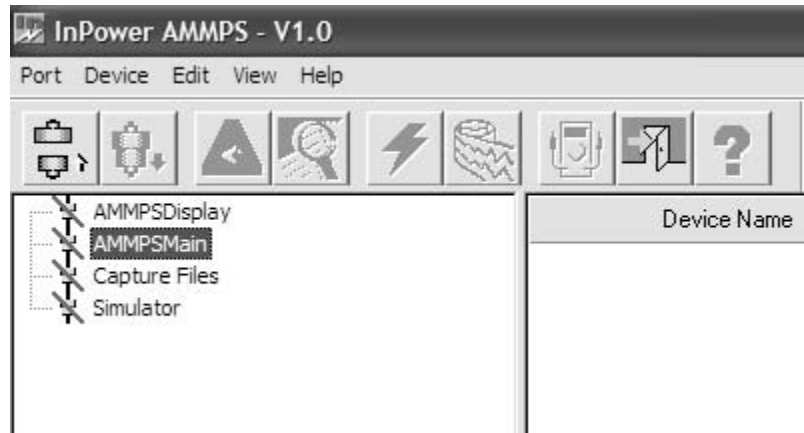 InPower AMMPS - V1.0
Port Device Edit View Help
?
AMMPSDisplay
Device Name
AMMPSMain
Capture Files
Simulator